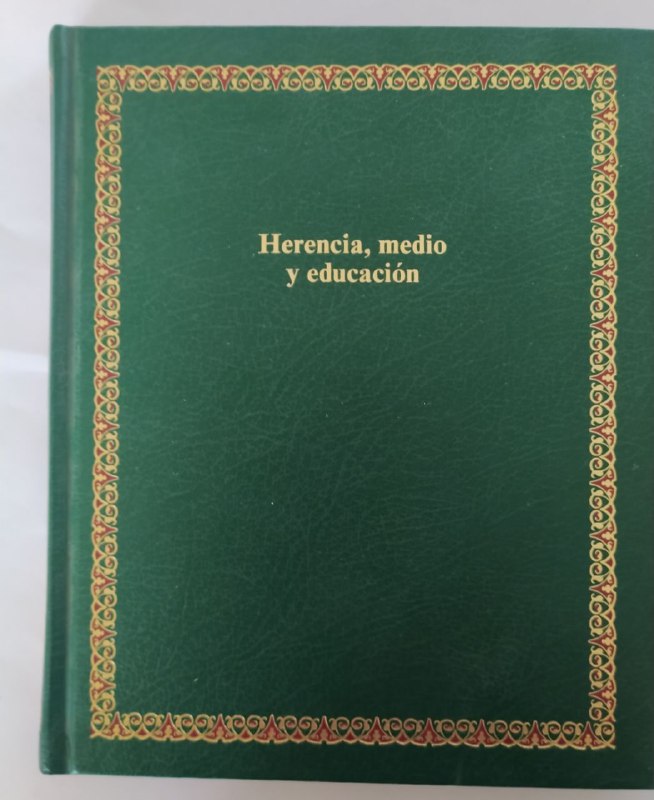 Herencia, medio
y educación